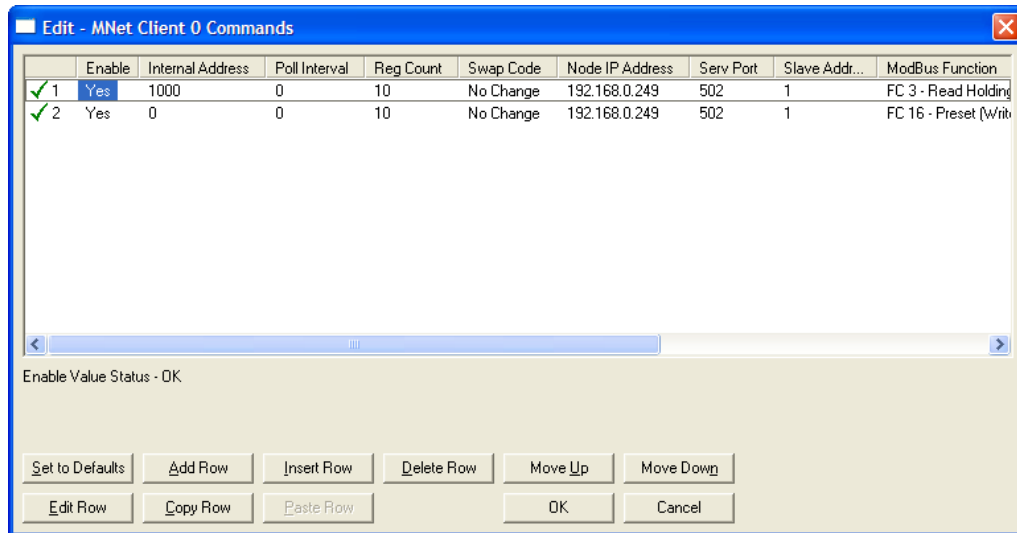 Edit - MNet Client 0 Commands
Enable Internal Address Poll Interval Reg Count Swap Code Node IP Address Serv Port Slave Addr... ModBus Function
1 Yes 1000 0 10 No Change 192.168.0.249 502 1 FC 3 - Read Holding
2 Yes 0 0 10 No Change 192.168.0.249 502 1 FC 16 - Preset (Write
Enable Value Status - OK
Set to Defaults Add Row Insert Row Delete Row Move Up Move Down
Edit Row Copy Row Paste Row OK Cancel